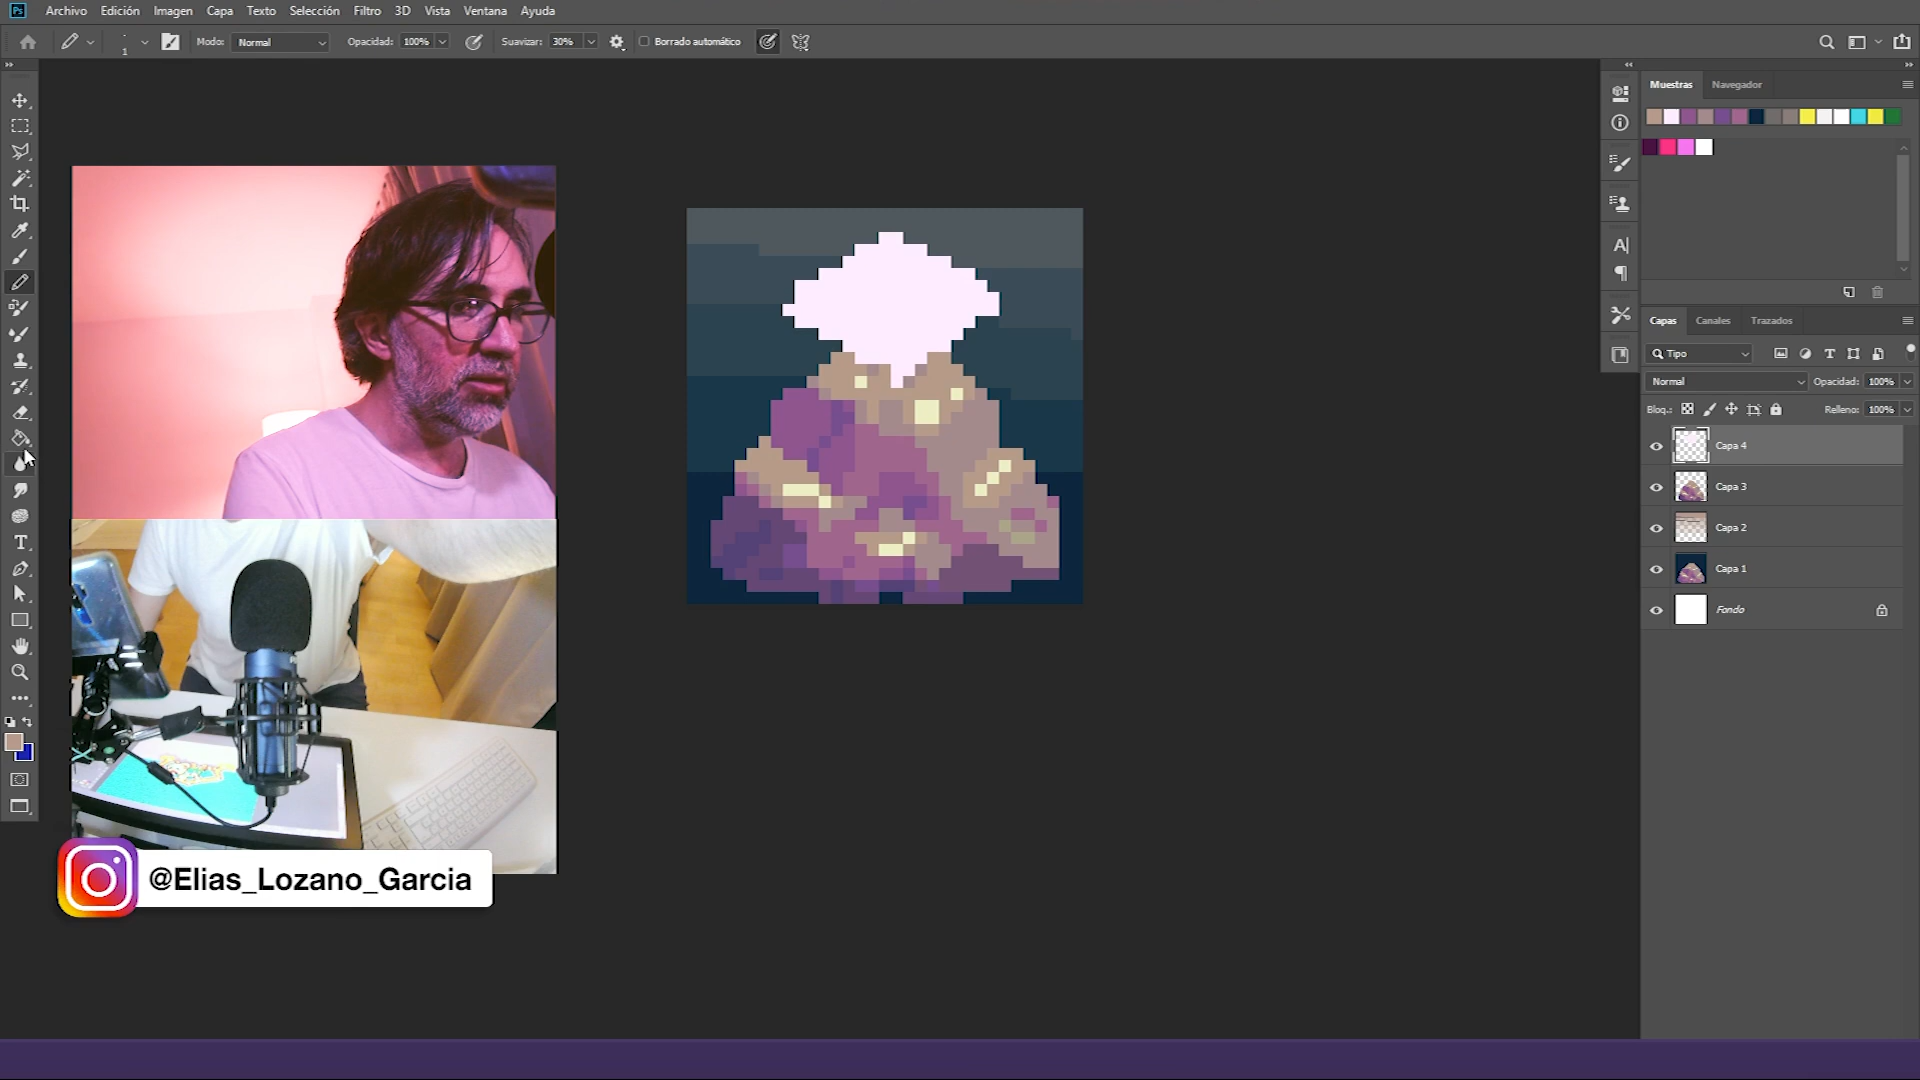 Ps Archivo Edición Imagen Capa Texto Selección Filtro 3D Vista Ventana Ayuda
1 Modo: Normal Opacidad: 100% Suavizar: 30% Borrado automático
Muestras Navegador
Capas Canales Trazados
Tipo
Normal Opacidad: 100%
Bloq.: Relleno: 100%
Capa 4
Capa 3
Capa 2
Capa 1
Fondo
@Elias_Lozano_Garcia